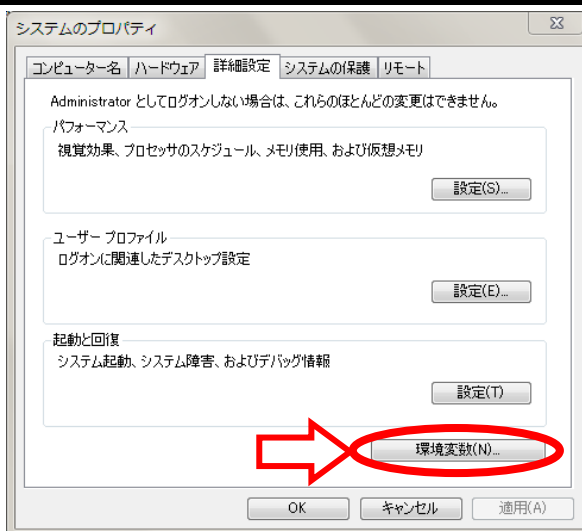 システムのプロパティ
コンピューター名 ハードウェア 詳細設定 システムの保護 リモート
Administrator としてログオンしない場合は、これらのほとんどの変更はできません。
パフォーマンス
視覚効果、プロセッサのスケジュール、メモリ使用、および仮想メモリ
設定(S)...
ユーザー プロファイル
ログオンに関連したデスクトップ設定
設定(E)...
起動と回復
システム起動、システム障害、およびデバッグ情報
設定(T)
環境変数(N)...
OK キャンセル 適用(A)